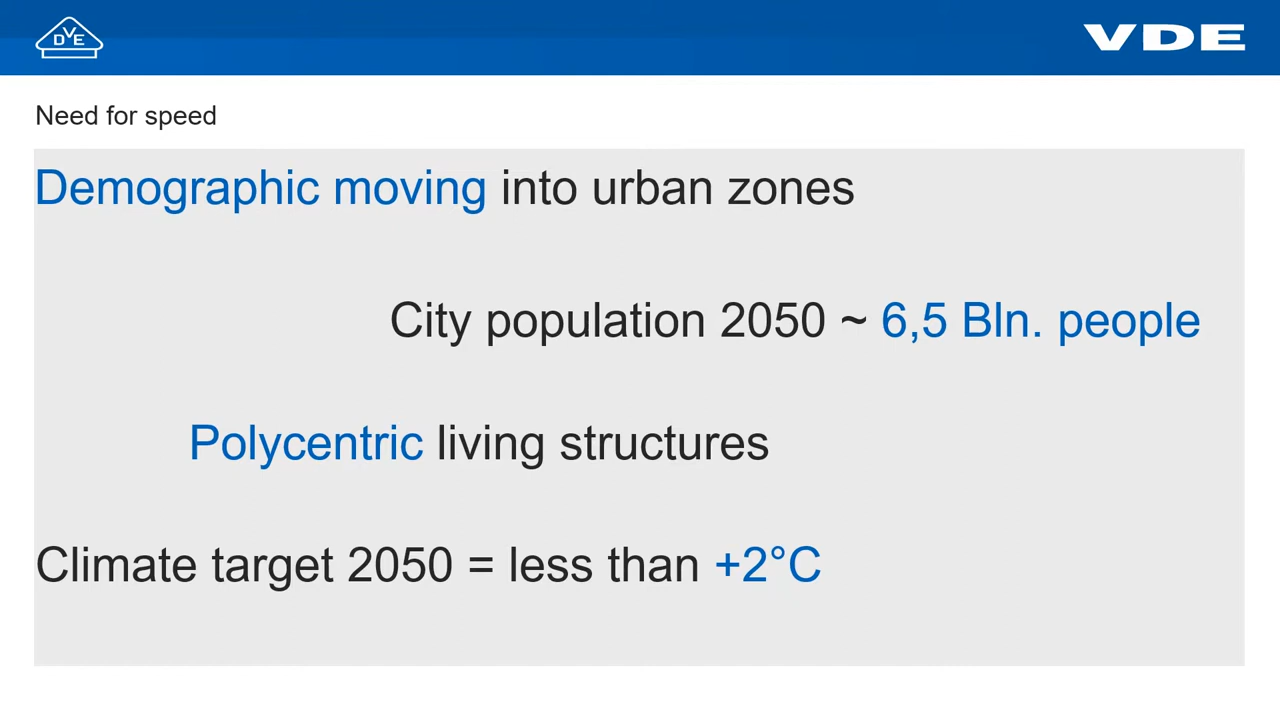 DVE
VDE
Need for speed
Demographic moving into urban zones
City population 2050 ~ 6,5 Bln. people
Polycentric living structures
Climate target 2050 = less than +2°C